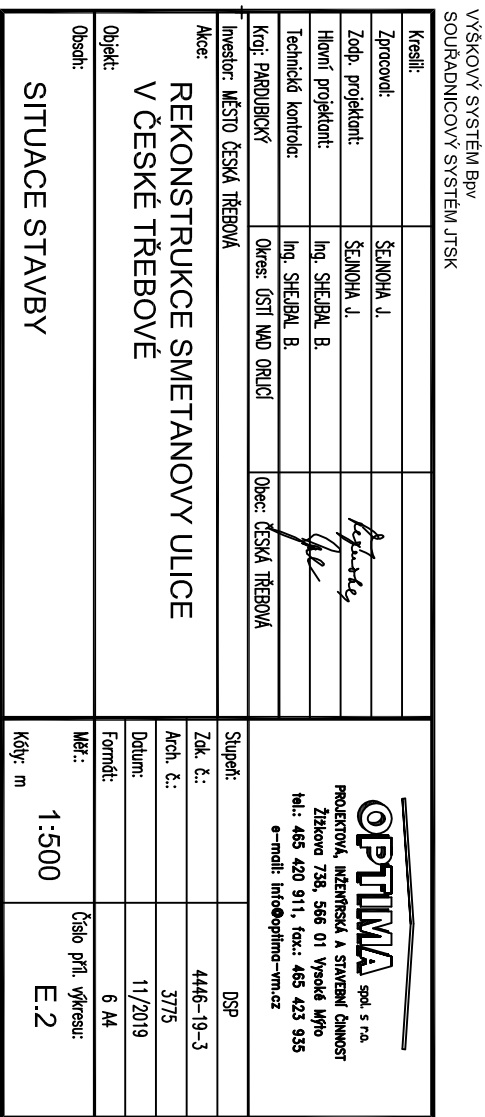 VÝŠKOVÝ SYSTÉM Bpv
SOUŘADNICOVÝ SYSTÉM JTSK
Kreslil:
Zpracoval: ŠEJNOHA J.
Zodp. projektant: ŠEJNOHA J.
Hlavní projektant: Ing. SHEJBAL B.
Technická kontrola: Ing. SHEJBAL B.
Kraj: PARDUBICKÝ Okres: ÚSTÍ NAD ORLICÍ Obec: ČESKÁ TŘEBOVÁ
OPTIMA spol. s r.o.
PROJEKTOVÁ, INŽENÝRSKÁ A STAVEBNÍ ČINNOST
Žižkova 738, 566 01 Vysoké Mýto
tel.: 465 420 911, fax.: 465 423 935
e-mail: info@optima-vm.cz
Investor: MĚSTO ČESKÁ TŘEBOVÁ
Akce:
REKONSTRUKCE SMETANOVY ULICE
V ČESKÉ TŘEBOVÉ
Objekt:
Obsah:
SITUACE STAVBY
Stupeň: DSP
Zak. č.: 4446-19-3
Arch. č.: 3775
Datum: 11/2019
Formát: 6 A4
Měř.: 1:500
Číslo příl. výkresu:
E.2
Kóty: m